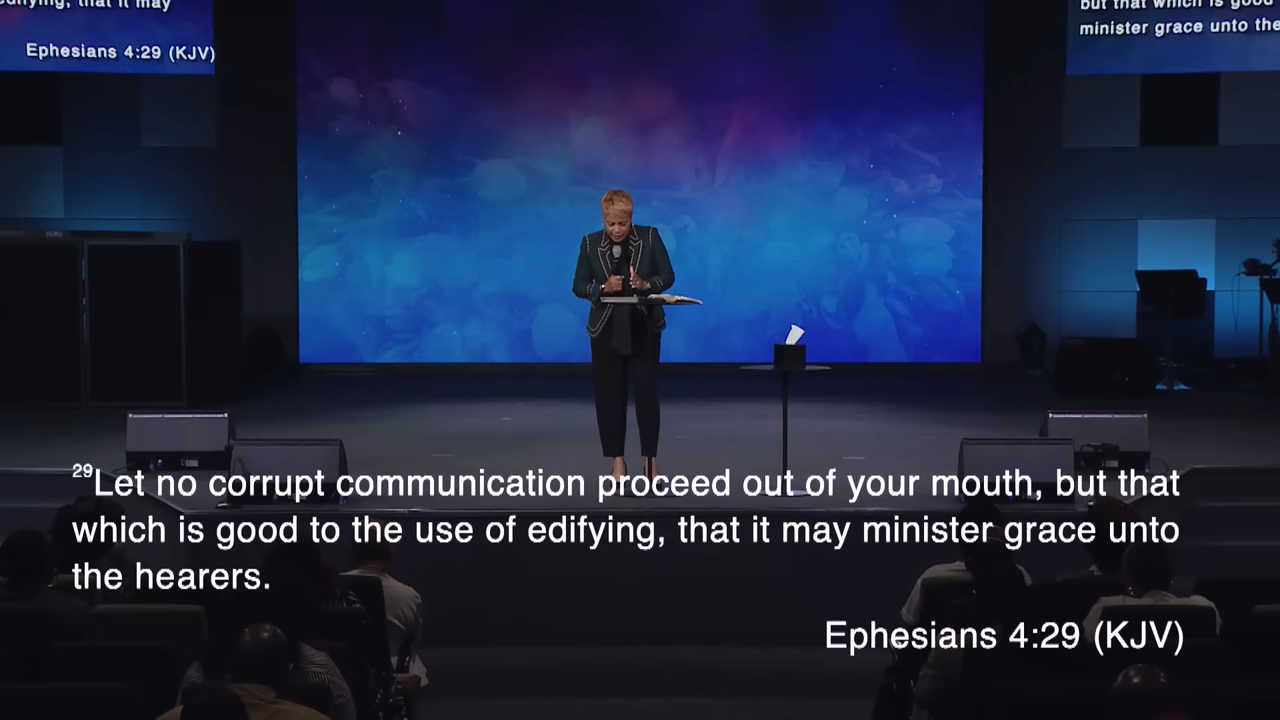 edifying, that it may
Ephesians 4:29 (KJV)
but that which is good
minister grace unto the
29Let no corrupt communication proceed out of your mouth, but that
which is good to the use of edifying, that it may minister grace unto
the hearers.
Ephesians 4:29 (KJV)